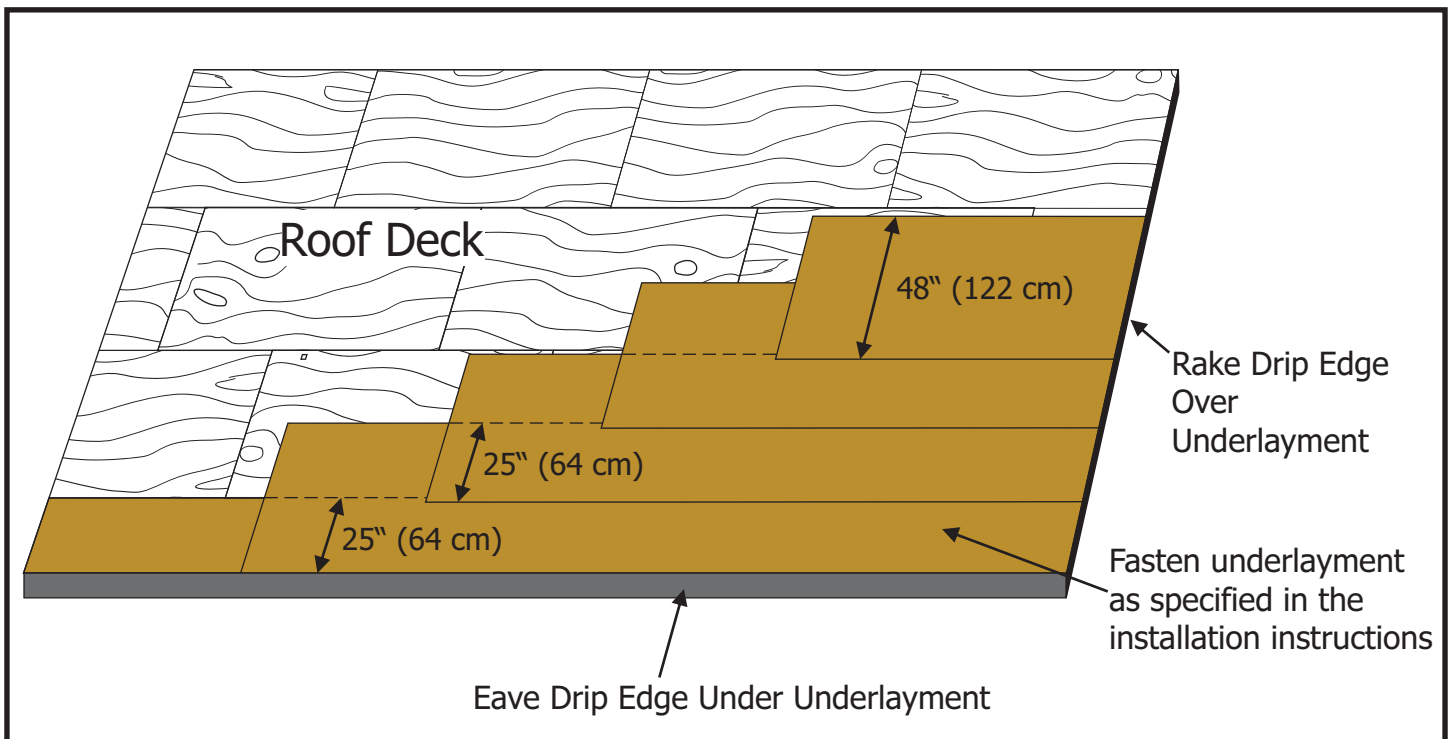 Roof Deck
48“ (122 cm)
Rake Drip Edge
Over
Underlayment
25“ (64 cm)
25“ (64 cm)
Fasten underlayment
as specified in the
installation instructions
Eave Drip Edge Under Underlayment